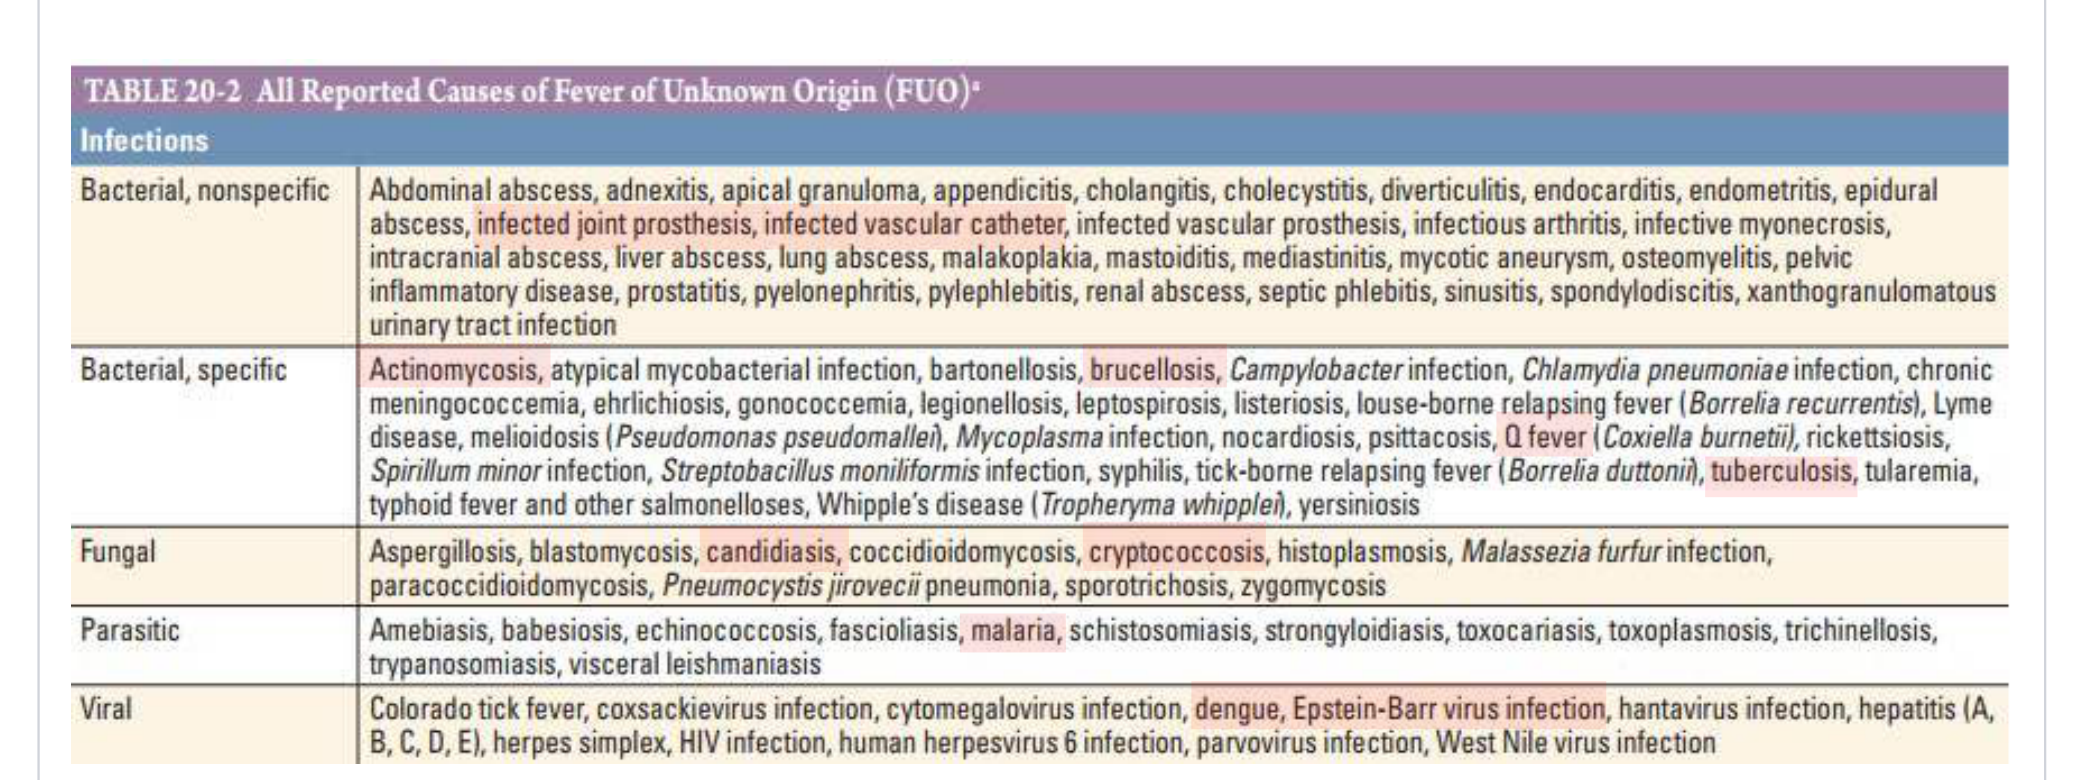 TABLE 20-2 All Reported Causes of Fever of Unknown Origin (FUO)ᵃ
Infections
Bacterial, nonspecific
Abdominal abscess, adnexitis, apical granuloma, appendicitis, cholangitis, cholecystitis, diverticulitis, endocarditis, endometritis, epidural
abscess, infected joint prosthesis, infected vascular catheter, infected vascular prosthesis, infectious arthritis, infective myonecrosis,
intracranial abscess, liver abscess, lung abscess, malakoplakia, mastoiditis, mediastinitis, mycotic aneurysm, osteomyelitis, pelvic
inflammatory disease, prostatitis, pyelonephritis, pylephlebitis, renal abscess, septic phlebitis, sinusitis, spondylodiscitis, xanthogranulomatous
urinary tract infection
Bacterial, specific
Actinomycosis, atypical mycobacterial infection, bartonellosis, brucellosis, Campylobacter infection, Chlamydia pneumoniae infection, chronic
meningococcemia, ehrlichiosis, gonococcemia, legionellosis, leptospirosis, listeriosis, louse-borne relapsing fever (Borrelia recurrentis), Lyme
disease, melioidosis (Pseudomonas pseudomallei), Mycoplasma infection, nocardiosis, psittacosis, Q fever (Coxiella burnetii), rickettsiosis,
Spirillum minor infection, Streptobacillus moniliformis infection, syphilis, tick-borne relapsing fever (Borrelia duttonii), tuberculosis, tularemia,
typhoid fever and other salmonelloses, Whipple's disease (Tropheryma whipplei), yersiniosis
Fungal
Aspergillosis, blastomycosis, candidiasis, coccidioidomycosis, cryptococcosis, histoplasmosis, Malassezia furfur infection,
paracoccidioidomycosis, Pneumocystis jirovecii pneumonia, sporotrichosis, zygomycosis
Parasitic
Amebiasis, babesiosis, echinococcosis, fascioliasis, malaria, schistosomiasis, strongyloidiasis, toxocariasis, toxoplasmosis, trichinellosis,
trypanosomiasis, visceral leishmaniasis
Viral
Colorado tick fever, coxsackievirus infection, cytomegalovirus infection, dengue, Epstein-Barr virus infection, hantavirus infection, hepatitis (A,
B, C, D, E), herpes simplex, HIV infection, human herpesvirus 6 infection, parvovirus infection, West Nile virus infection